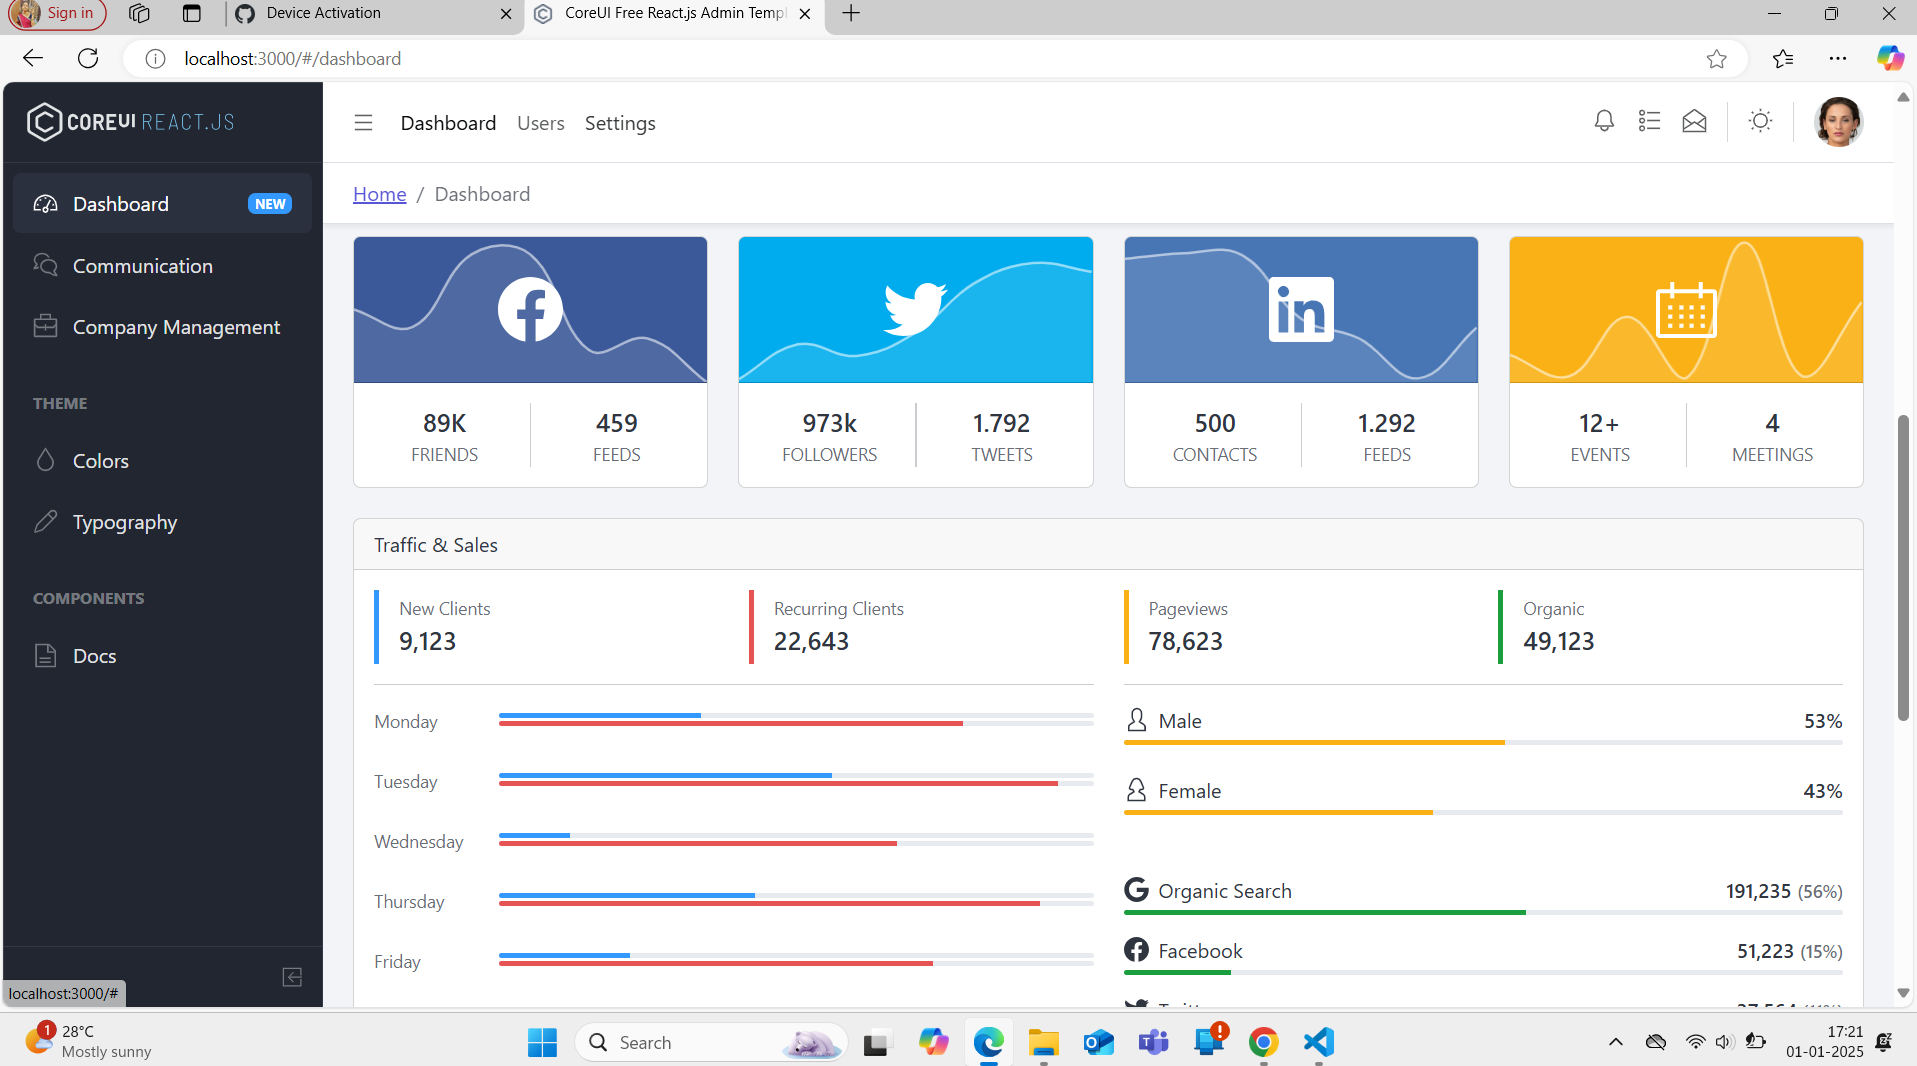 Sign in
Device Activation
CoreUI Free React.js Admin Temp
localhost:3000/#/dashboard
COREUI REACT.JS
Dashboard Users Settings
Home / Dashboard
Dashboard NEW
Communication
Company Management
THEME
Colors
Typography
COMPONENTS
Docs
localhost:3000/#
89K 459
FRIENDS FEEDS
973k 1.792
FOLLOWERS TWEETS
in
500 1.292
CONTACTS FEEDS
12+ 4
EVENTS MEETINGS
Traffic & Sales
New Clients
9,123
Recurring Clients
22,643
Pageviews
78,623
Organic
49,123
Monday
Tuesday
Wednesday
Thursday
Friday
Male 53%
Female 43%
Organic Search 191,235 (56%)
Facebook 51,223 (15%)
1
28°C
Mostly sunny
Search
17:21
01-01-2025